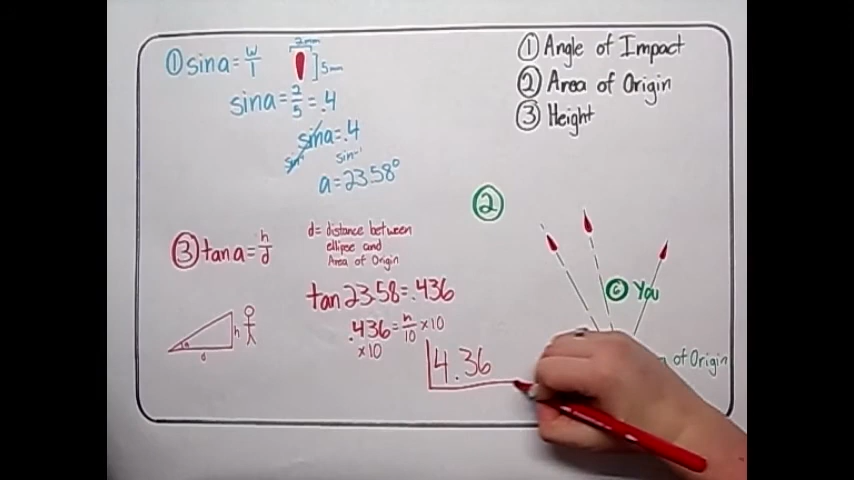 ① sin a = w/l
2mm
5mm
sin a = 2/5 = .4
sin a = .4
sin⁻¹ sin⁻¹
a = 23.58°
① Angle of Impact
② Area of Origin
③ Height
②
③ tan a = h/d
d = distance between
ellipse and
Area of Origin
tan 23.58 = .436
.436 = h/10 × 10
× 10
4.36
h
a
d
You
of Origin